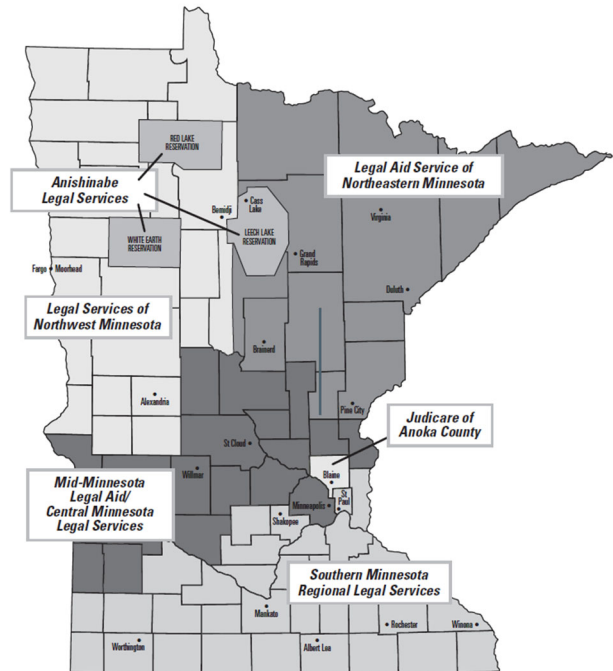 RED LAKE
RESERVATION
Legal Aid Service of
Northeastern Minnesota
Anishinabe
Legal Services
Bemidji
Cass
Lake
Virginia
WHITE EARTH
RESERVATION
LEECH LAKE
RESERVATION
Grand
Rapids
Fargo
Moorhead
Duluth
Legal Services of
Northwest Minnesota
Brainerd
Alexandria
Pine City
Judicare of
Anoka County
St Cloud
Mid-Minnesota
Legal Aid/
Central Minnesota
Legal Services
Willmar
Blaine
Minneapolis
St
Paul
Shakopee
Southern Minnesota
Regional Legal Services
Mankata
Rochester
Winona
Worthington
Albert Lea